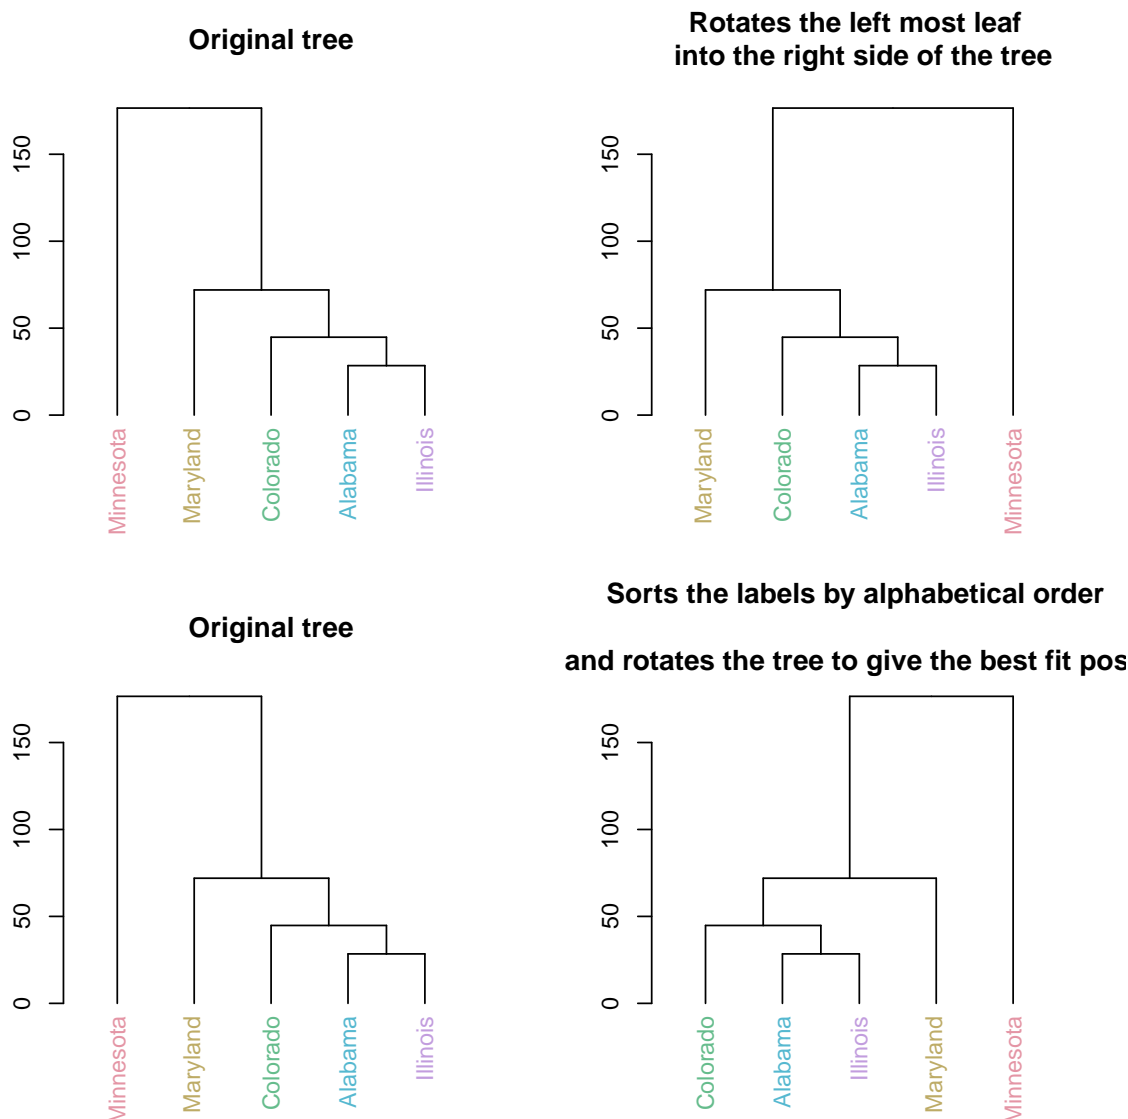 Original tree
150
100
50
0
Minnesota
Maryland
Colorado
Alabama
Illinois
Rotates the left most leaf
into the right side of the tree
150
100
50
0
Maryland
Colorado
Alabama
Illinois
Minnesota
Original tree
150
100
50
0
Minnesota
Maryland
Colorado
Alabama
Illinois
Sorts the labels by alphabetical order
and rotates the tree to give the best fit pos
150
100
50
0
Colorado
Alabama
Illinois
Maryland
Minnesota